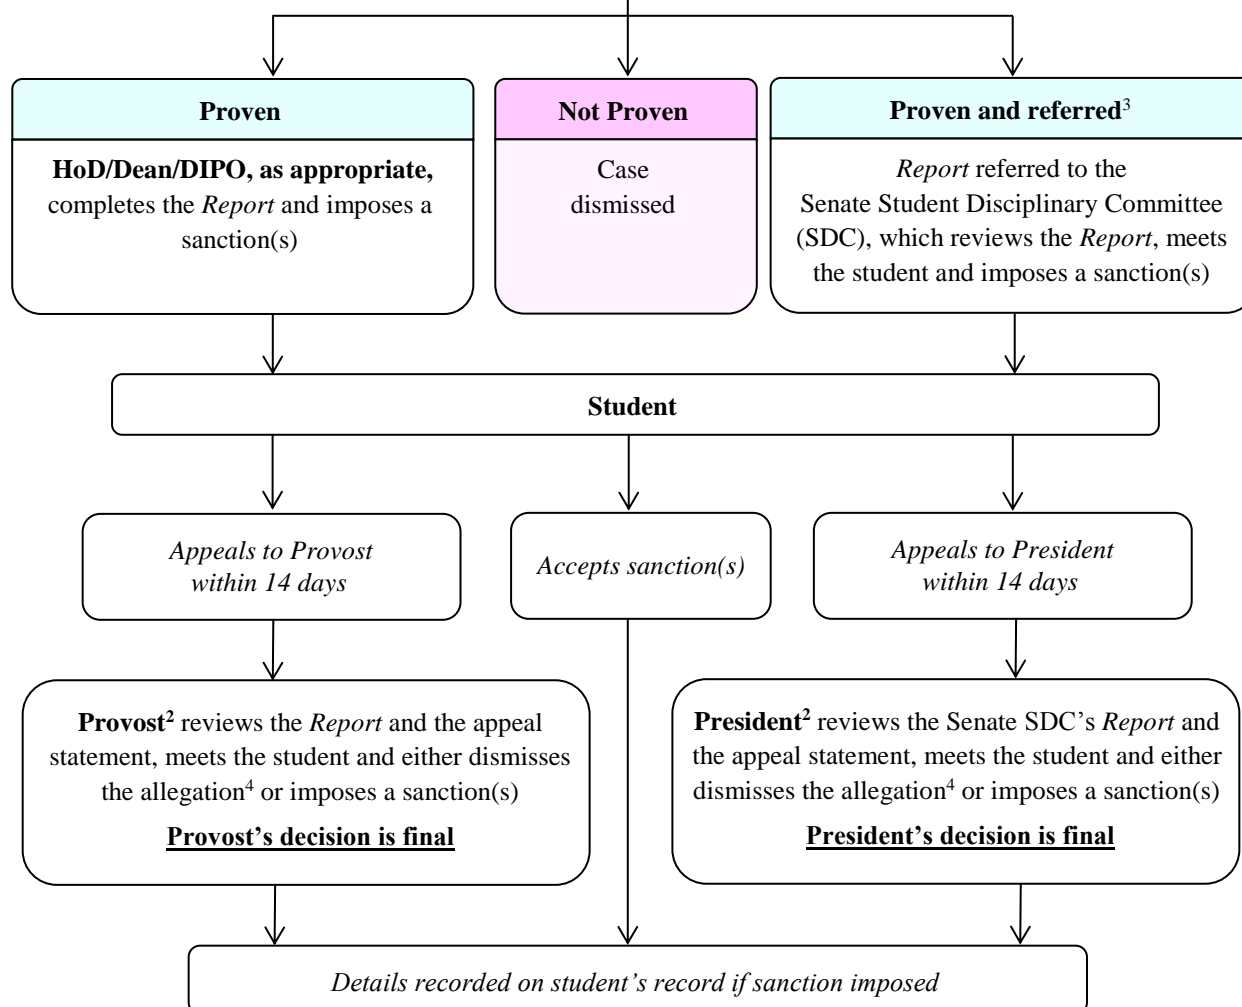 Proven
HoD/Dean/DIPO, as appropriate,
completes the Report and imposes a
sanction(s)
Not Proven
Case
dismissed
Proven and referred³
Report referred to the
Senate Student Disciplinary Committee
(SDC), which reviews the Report, meets
the student and imposes a sanction(s)
Student
Appeals to Provost
within 14 days
Accepts sanction(s)
Appeals to President
within 14 days
Provost² reviews the Report and the appeal
statement, meets the student and either dismisses
the allegation⁴ or imposes a sanction(s)
Provost’s decision is final
President² reviews the Senate SDC’s Report and
the appeal statement, meets the student and either
dismisses the allegation⁴ or imposes a sanction(s)
President’s decision is final
Details recorded on student’s record if sanction imposed